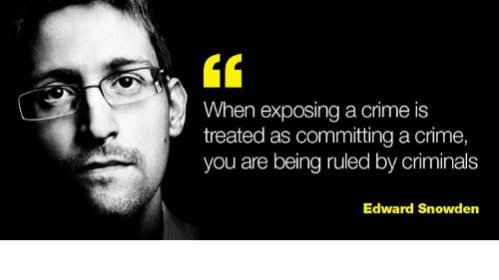 “
When exposing a crime is
treated as committing a crime,
you are being ruled by criminals
Edward Snowden